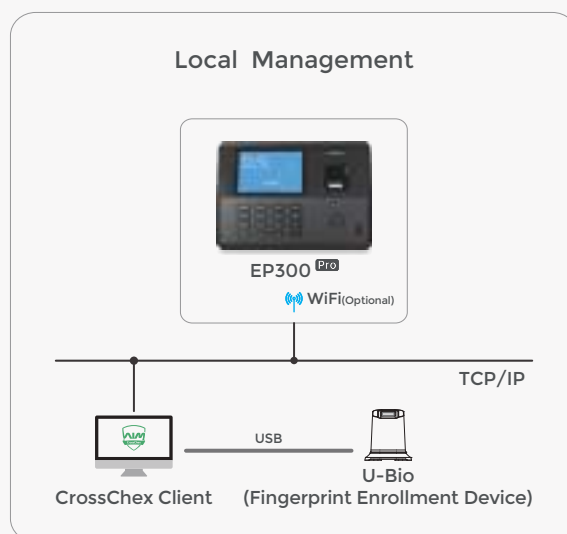 Local Management
EP300 Pro
WiFi(Optional)
TCP/IP
USB
CrossChex Client
U-Bio
(Fingerprint Enrollment Device)